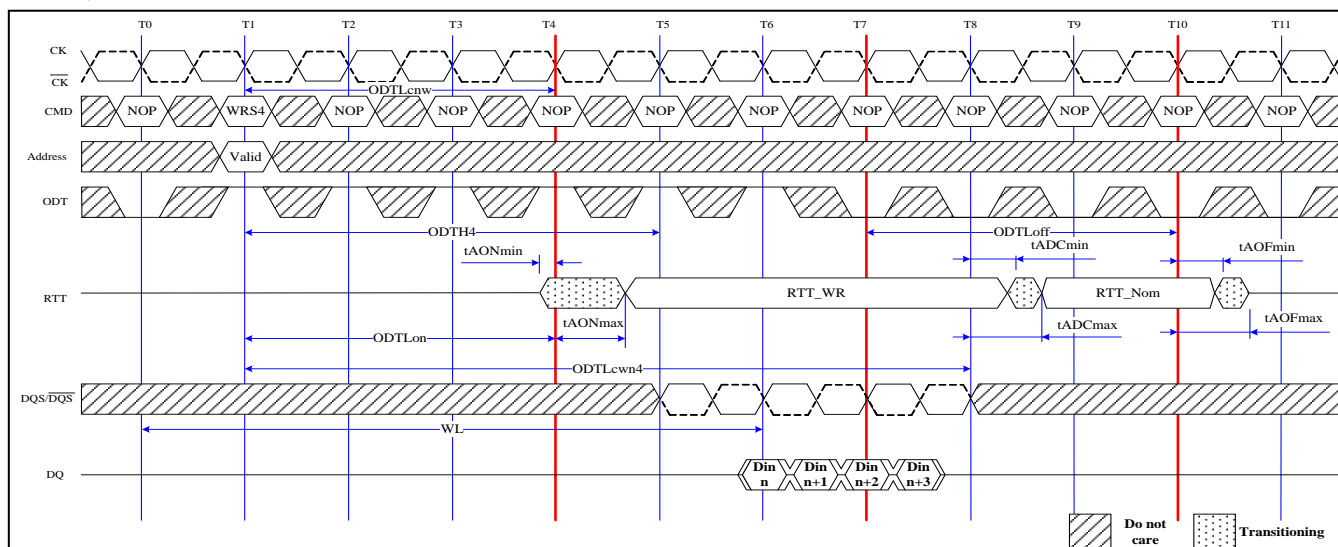 T0 T1 T2 T3 T4 T5 T6 T7 T8 T9 T10 T11
CK
CK
ODTLcnw
CMD NOP WRS4 NOP NOP NOP NOP NOP NOP NOP NOP NOP NOP
Address Valid
ODT
ODTH4 ODTLoff
tAONmin tADCmin tAOFmin
RTT RTT_WR RTT_Nom
tAONmax tADCmax tAOFmax
ODTLon
ODTLcwn4
DQS/DQS
WL
DQ Din n Din n+1 Din n+2 Din n+3
Do not care Transitioning